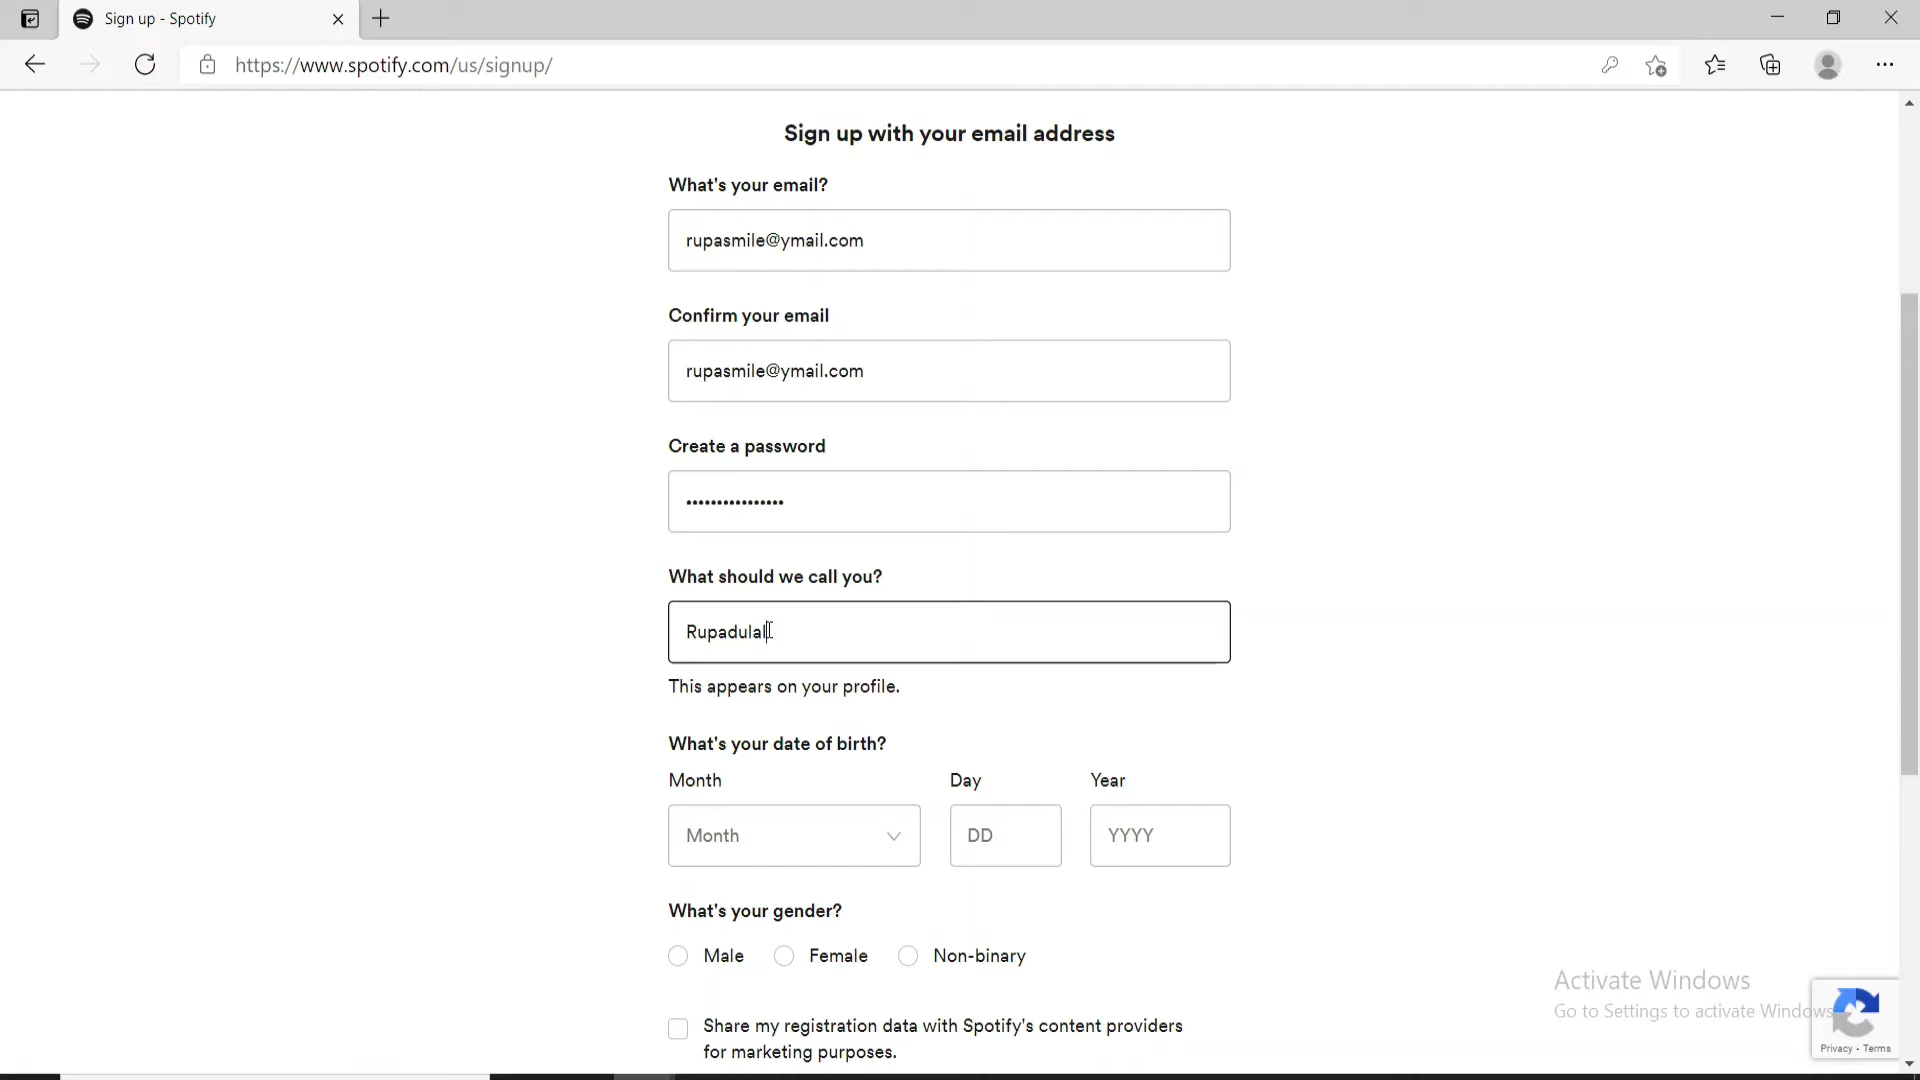 Sign up - Spotify
https://www.spotify.com/us/signup/
Sign up with your email address
What's your email?
rupasmile@ymail.com
Confirm your email
rupasmile@ymail.com
Create a password
••••••••••••••••
What should we call you?
Rupadulal
This appears on your profile.
What's your date of birth?
Month Day Year
Month DD YYYY
What's your gender?
Male Female Non-binary
Share my registration data with Spotify's content providers
for marketing purposes.
Activate Windows
Go to Settings to activate Windows
Privacy - Terms